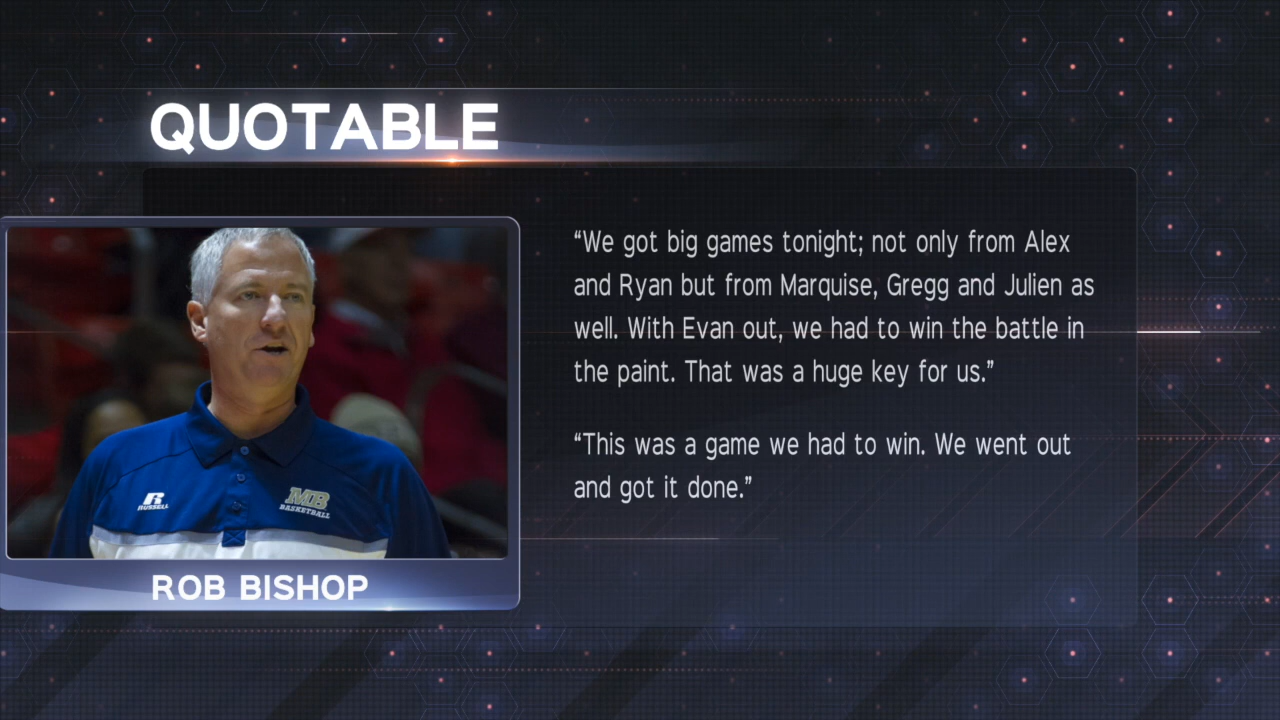 QUOTABLE
“We got big games tonight; not only from Alex
and Ryan but from Marquise, Gregg and Julien as
well. With Evan out, we had to win the battle in
the paint. That was a huge key for us.”
“This was a game we had to win. We went out
and got it done.”
R
RUSSELL
MB
BASKETBALL
ROB BISHOP